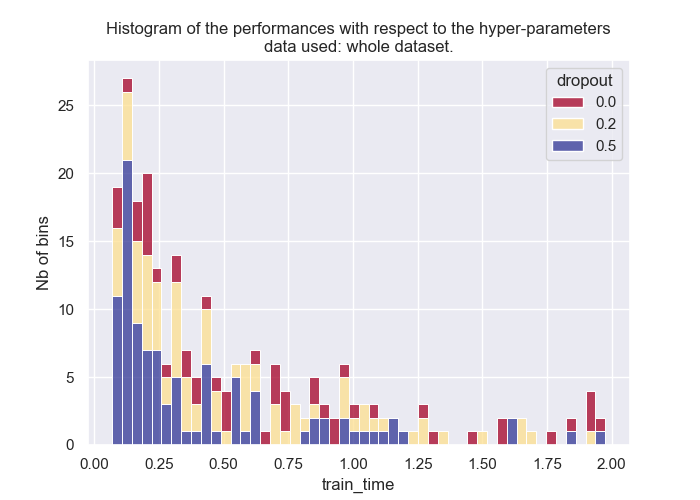 Histogram of the performances with respect to the hyper-parameters
data used: whole dataset.
dropout
0.0
0.2
0.5
Nb of bins
25
20
15
10
5
0
0.00 0.25 0.50 0.75 1.00 1.25 1.50 1.75 2.00
train_time